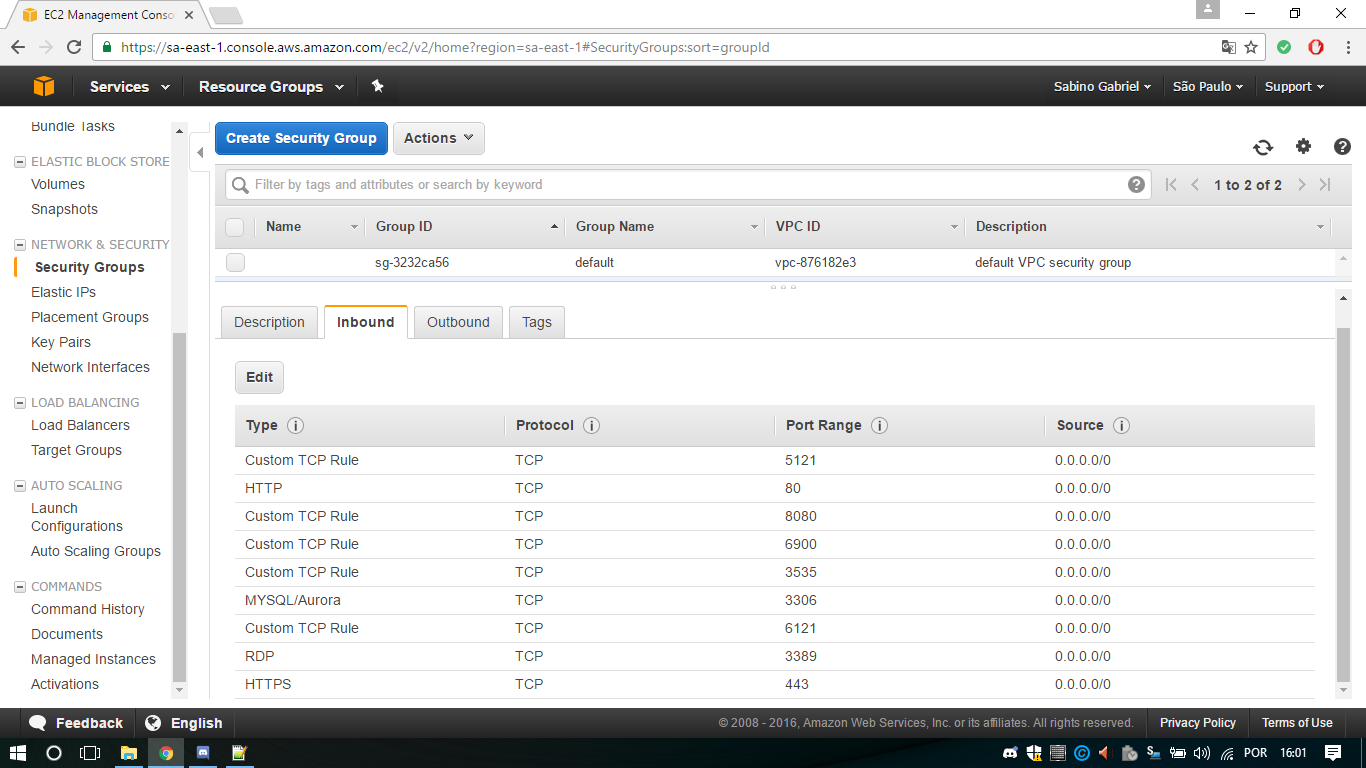 EC2 Management Conso
https://sa-east-1.console.aws.amazon.com/ec2/v2/home?region=sa-east-1#SecurityGroups:sort=groupId
Services Resource Groups Sabino Gabriel São Paulo Support
Bundle Tasks
ELASTIC BLOCK STORE
Volumes
Snapshots
NETWORK & SECURITY
Security Groups
Elastic IPs
Placement Groups
Key Pairs
Network Interfaces
LOAD BALANCING
Load Balancers
Target Groups
AUTO SCALING
Launch
Configurations
Auto Scaling Groups
COMMANDS
Command History
Documents
Managed Instances
Activations
Create Security Group Actions
Filter by tags and attributes or search by keyword 1 to 2 of 2
Name Group ID Group Name VPC ID Description
sg-3232ca56 default vpc-876182e3 default VPC security group
Description Inbound Outbound Tags
Edit
Type Protocol Port Range Source
Custom TCP Rule TCP 5121 0.0.0.0/0
HTTP TCP 80 0.0.0.0/0
Custom TCP Rule TCP 8080 0.0.0.0/0
Custom TCP Rule TCP 6900 0.0.0.0/0
Custom TCP Rule TCP 3535 0.0.0.0/0
MYSQL/Aurora TCP 3306 0.0.0.0/0
Custom TCP Rule TCP 6121 0.0.0.0/0
RDP TCP 3389 0.0.0.0/0
HTTPS TCP 443 0.0.0.0/0
Feedback English © 2008 - 2016, Amazon Web Services, Inc. or its affiliates. All rights reserved. Privacy Policy Terms of Use
POR 16:01